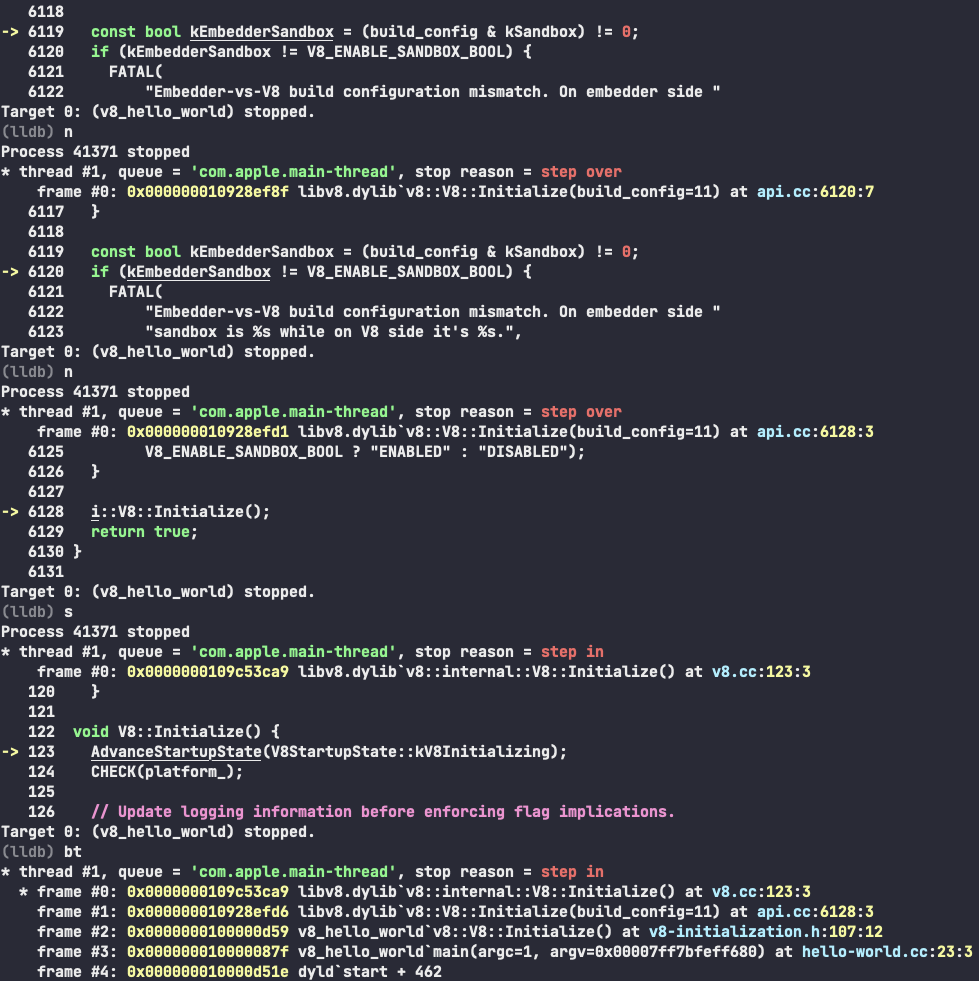 6118
-> 6119   const bool kEmbedderSandbox = (build_config & kSandbox) != 0;
   6120   if (kEmbedderSandbox != V8_ENABLE_SANDBOX_BOOL) {
   6121     FATAL(
   6122         "Embedder-vs-V8 build configuration mismatch. On embedder side "
Target 0: (v8_hello_world) stopped.
(lldb) n
Process 41371 stopped
* thread #1, queue = 'com.apple.main-thread', stop reason = step over
    frame #0: 0x000000010928ef8f libv8.dylib`v8::V8::Initialize(build_config=11) at api.cc:6120:7
   6117   }
   6118
   6119   const bool kEmbedderSandbox = (build_config & kSandbox) != 0;
-> 6120   if (kEmbedderSandbox != V8_ENABLE_SANDBOX_BOOL) {
   6121     FATAL(
   6122         "Embedder-vs-V8 build configuration mismatch. On embedder side "
   6123         "sandbox is %s while on V8 side it's %s.",
Target 0: (v8_hello_world) stopped.
(lldb) n
Process 41371 stopped
* thread #1, queue = 'com.apple.main-thread', stop reason = step over
    frame #0: 0x000000010928efd1 libv8.dylib`v8::V8::Initialize(build_config=11) at api.cc:6128:3
   6125         V8_ENABLE_SANDBOX_BOOL ? "ENABLED" : "DISABLED");
   6126   }
   6127
-> 6128   i::V8::Initialize();
   6129   return true;
   6130 }
   6131
Target 0: (v8_hello_world) stopped.
(lldb) s
Process 41371 stopped
* thread #1, queue = 'com.apple.main-thread', stop reason = step in
    frame #0: 0x0000000109c53ca9 libv8.dylib`v8::internal::V8::Initialize() at v8.cc:123:3
   120    }
   121
   122  void V8::Initialize() {
-> 123    AdvanceStartupState(V8StartupState::kV8Initializing);
   124    CHECK(platform_);
   125
   126    // Update logging information before enforcing flag implications.
Target 0: (v8_hello_world) stopped.
(lldb) bt
* thread #1, queue = 'com.apple.main-thread', stop reason = step in
  * frame #0: 0x0000000109c53ca9 libv8.dylib`v8::internal::V8::Initialize() at v8.cc:123:3
    frame #1: 0x000000010928efd6 libv8.dylib`v8::V8::Initialize(build_config=11) at api.cc:6128:3
    frame #2: 0x0000000100000d59 v8_hello_world`v8::V8::Initialize() at v8-initialization.h:107:12
    frame #3: 0x000000010000087f v8_hello_world`main(argc=1, argv=0x00007ff7bfeff680) at hello-world.cc:23:3
    frame #4: 0x000000010000d51e dyld`start + 462